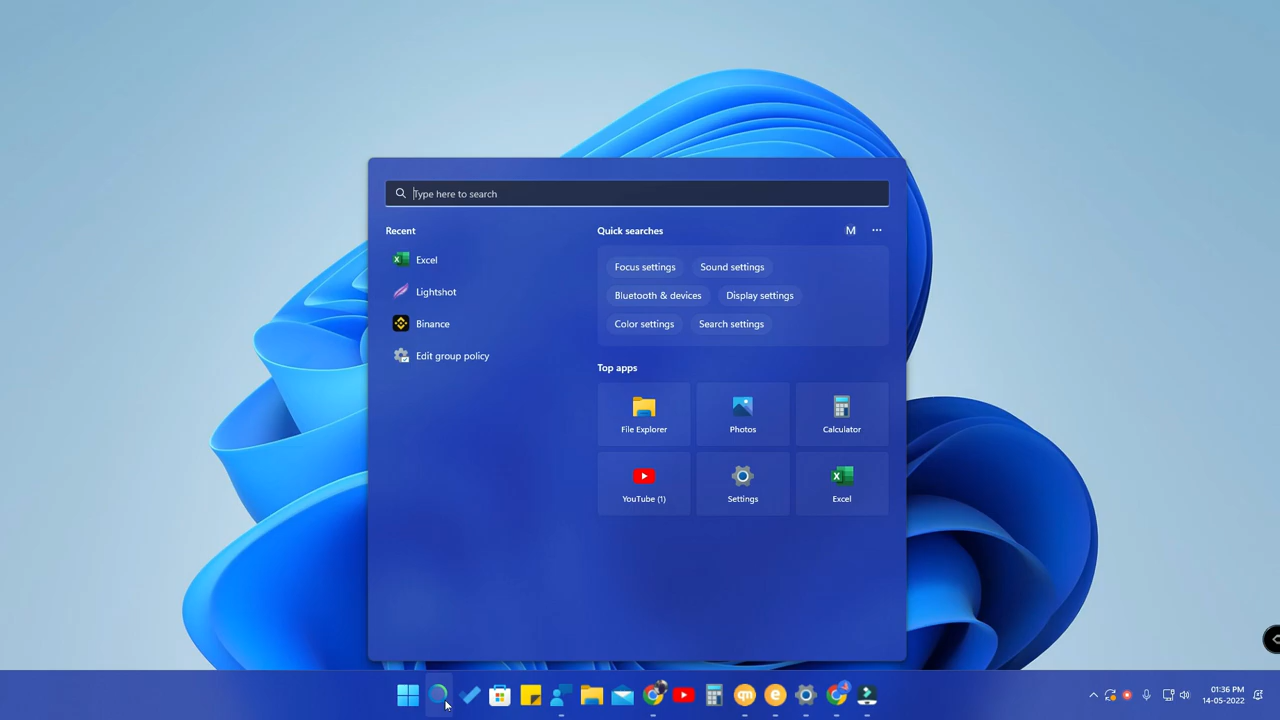 Type here to search
Recent
Excel
Lightshot
Binance
Edit group policy
Quick searches
M
Focus settings
Sound settings
Bluetooth & devices
Display settings
Color settings
Search settings
Top apps
File Explorer
Photos
Calculator
YouTube (1)
Settings
Excel
qm
e
01:36 PM
14-05-2022